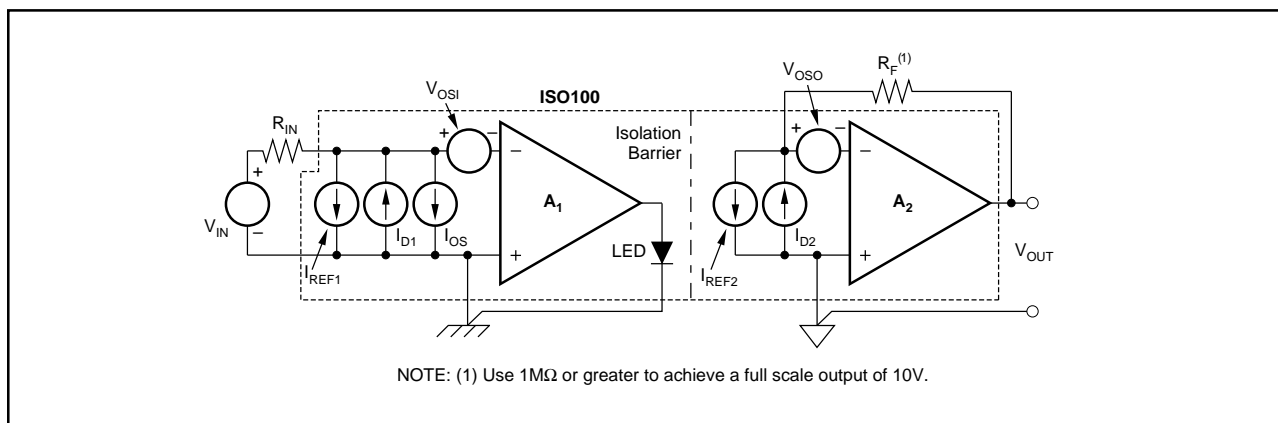 V_OSI
ISO100
V_OSO
R_F^(1)
R_IN
Isolation
Barrier
+
−
+
−
+
−
−
A_1
A_2
V_IN
−
I_REF1
I_D1
I_OS
+
LED
I_REF2
I_D2
+
V_OUT
NOTE: (1) Use 1MΩ or greater to achieve a full scale output of 10V.